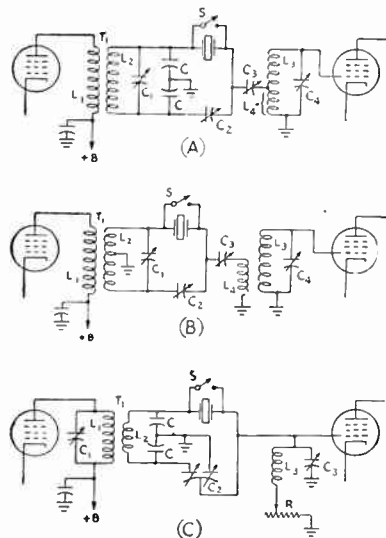 S
T₁
L₁
L₂
C₁
C
C
C₂
C₃
L₃
L₄
C₄
+B
(A)
S
T₁
L₁
L₂
C₁
C₂
C₃
L₃
L₄
C₄
+B
(B)
S
T₁
L₁
C₁
L₂
C
C
C₂
L₃
C₃
R
+B
(C)